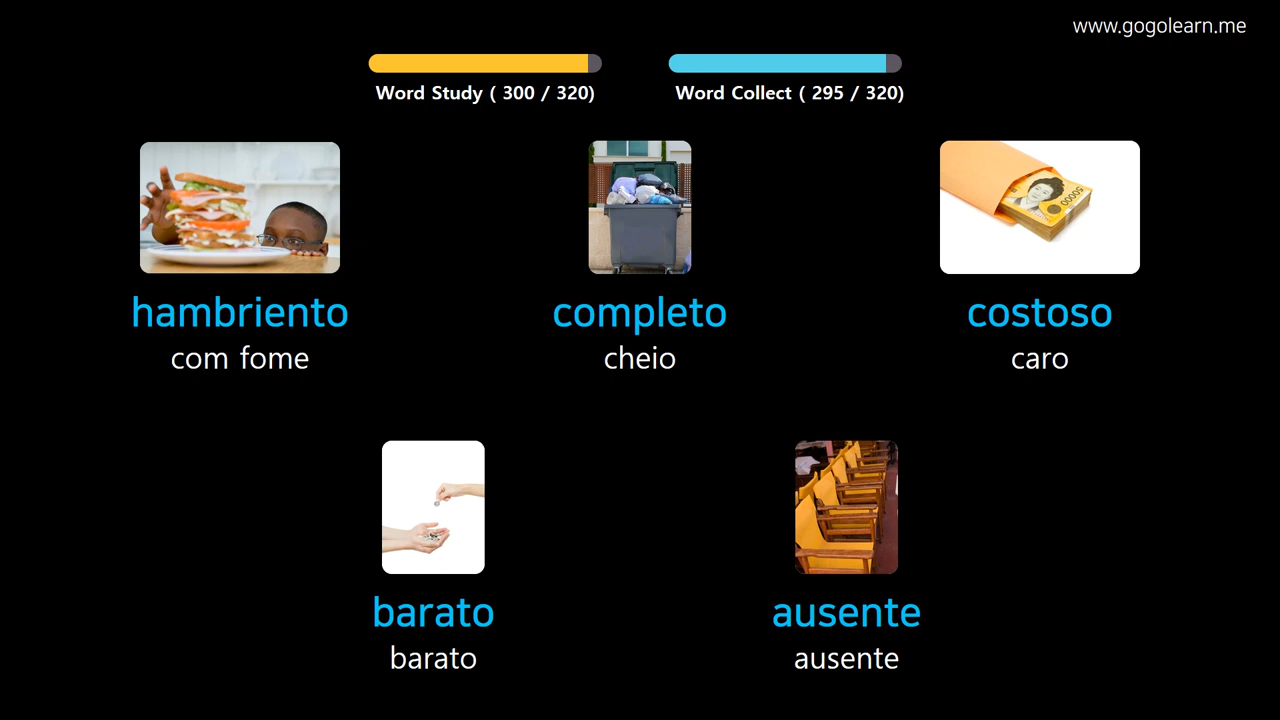 www.gogolearn.me
Word Study ( 300 / 320)
Word Collect ( 295 / 320)
50000
hambriento
completo
costoso
com fome
cheio
caro
barato
ausente
barato
ausente